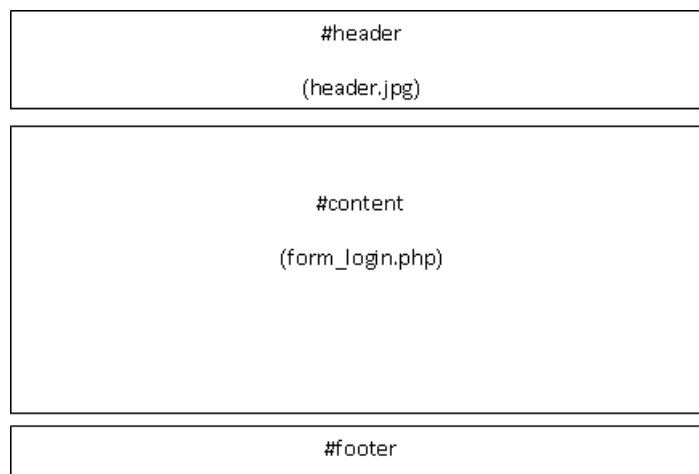 #header
(header.jpg)
#content
(form_login.php)
#footer